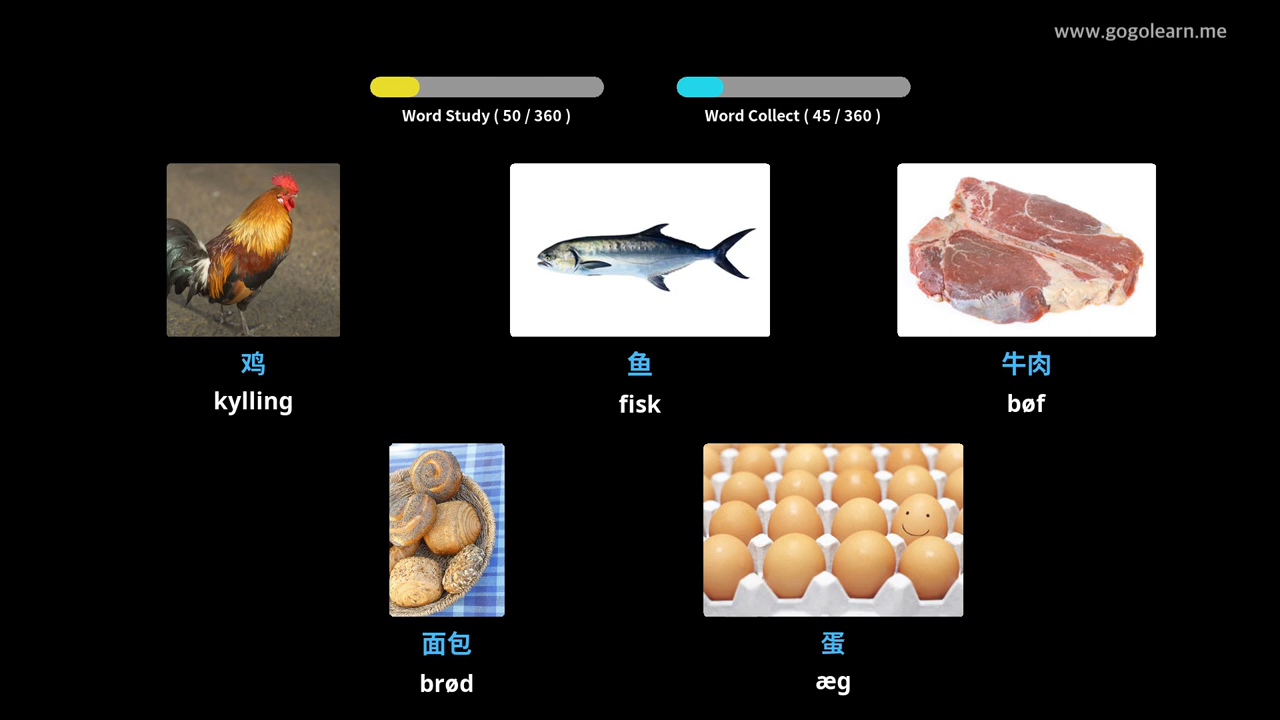 www.gogolearn.me
Word Study ( 50 / 360 )
Word Collect ( 45 / 360 )
鸡
kylling
鱼
fisk
牛肉
bøf
面包
brød
蛋
æg